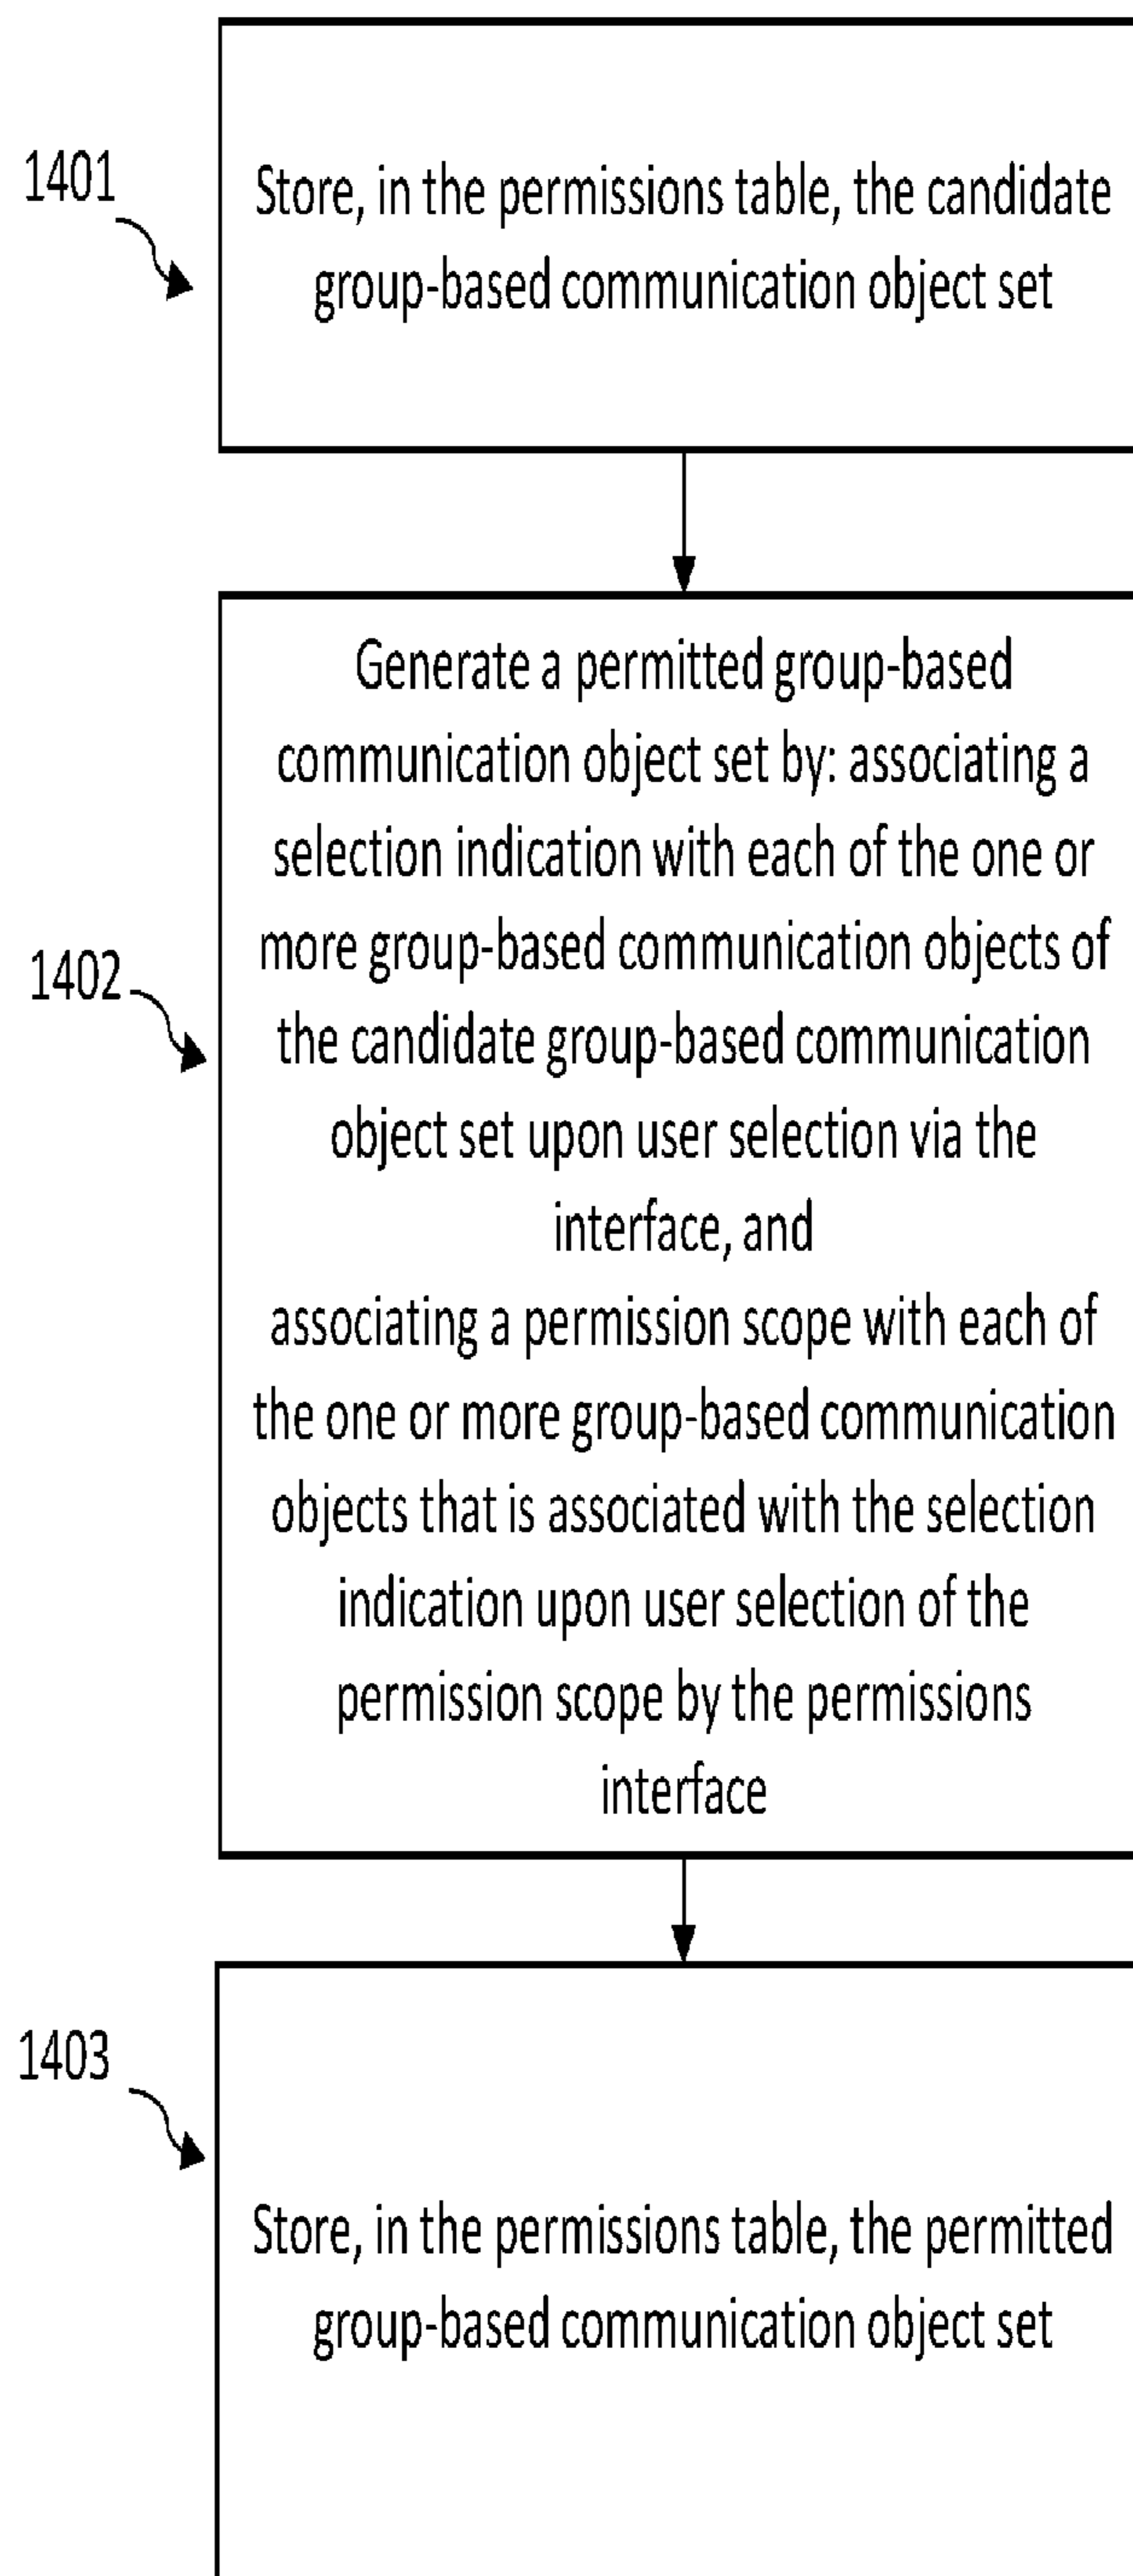 1401
Store, in the permissions table, the candidate
group-based communication object set
Generate a permitted group-based
communication object set by: associating a
selection indication with each of the one or
more group-based communication objects of
1402
the candidate group-based communication
object set upon user selection via the
interface, and
associating a permission scope with each of
the one or more group-based communication
objects that is associated with the selection
indication upon user selection of the
permission scope by the permissions
interface
1403
Store, in the permissions table, the permitted
group-based communication object set